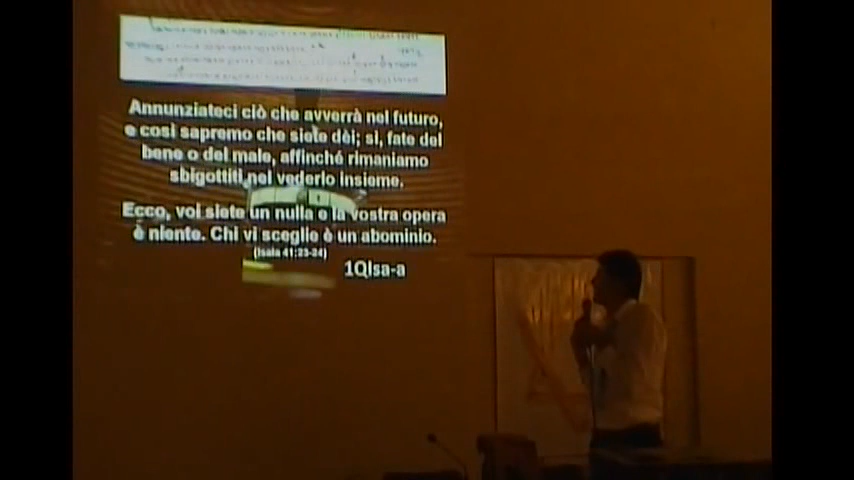 Annunziateci ciò che avverrà nel futuro,
e così sapremo che siete dèi; sì, fate del
bene o del male, affinché rimaniamo
sbigottiti nel vederlo insieme.
Ecco, voi siete un nulla e la vostra opera
è niente. Chi vi sceglie è un abominio.
(Isaia 41:23-24)
1QIsa-a